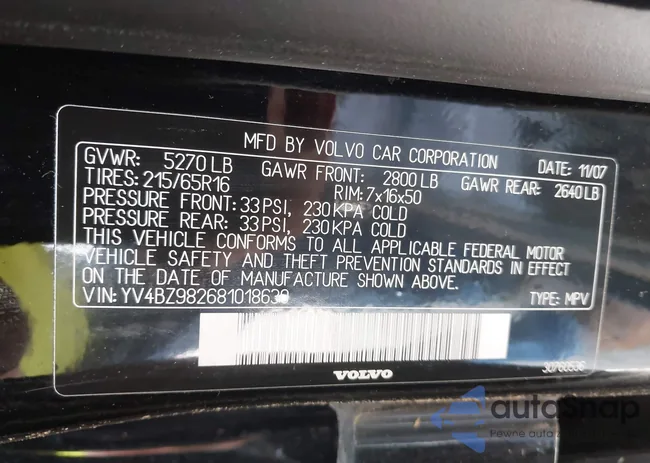 MFD BY VOLVO CAR CORPORATION DATE: 11/07
GVWR: 5270 LB GAWR FRONT: 2800 LB GAWR REAR: 2640 LB
TIRES: 215/65R16 RIM: 7x16x50
PRESSURE FRONT: 33 PSI, 230 KPA COLD
PRESSURE REAR: 33 PSI, 230 KPA COLD
THIS VEHICLE CONFORMS TO ALL APPLICABLE FEDERAL MOTOR
VEHICLE SAFETY AND THEFT PREVENTION STANDARDS IN EFFECT
ON THE DATE OF MANUFACTURE SHOWN ABOVE.
VIN: YV4BZ982681018630 TYPE: MPV
VOLVO
autoSnap
Pewne auto